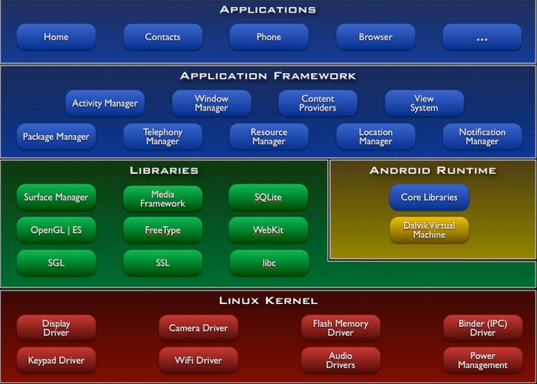 APPLICATIONS
Home
Contacts
Phone
Browser
...
APPLICATION FRAMEWORK
Activity Manager
Window
Manager
Content
Providers
View
System
Package Manager
Telephony
Manager
Resource
Manager
Location
Manager
Notification
Manager
LIBRARIES
Surface Manager
Media
Framework
SQLite
OpenGL | ES
FreeType
WebKit
SGL
SSL
libc
ANDROID RUNTIME
Core Libraries
Dalvik Virtual
Machine
LINUX KERNEL
Display
Driver
Camera Driver
Flash Memory
Driver
Binder (IPC)
Driver
Keypad Driver
WiFi Driver
Audio
Drivers
Power
Management